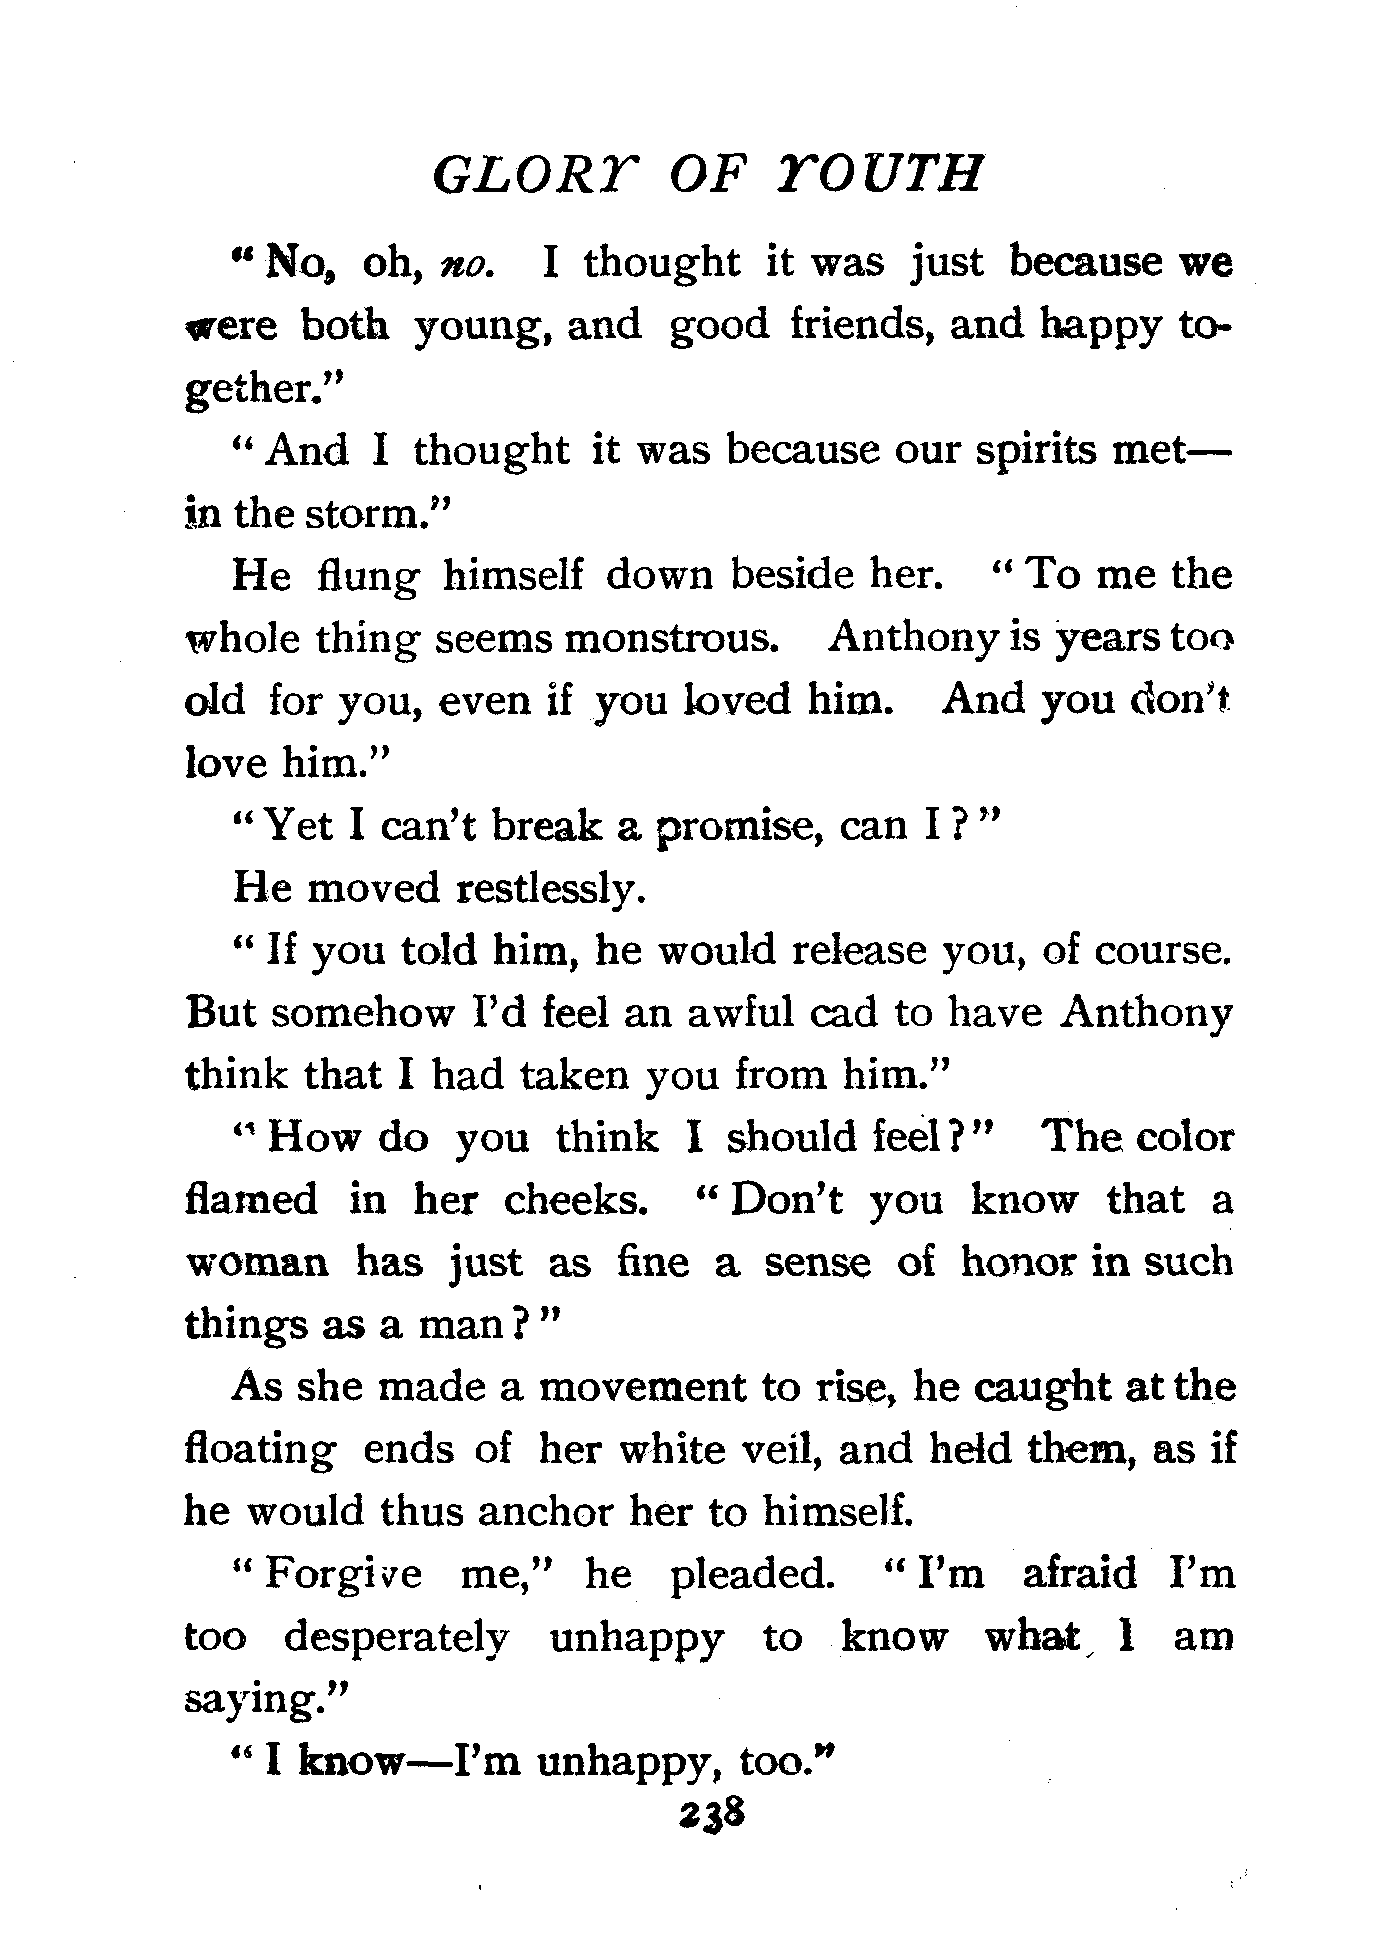 GLORY OF YOUTH
"No, oh, no. I thought it was just because we
were both young, and good friends, and happy to-
gether."
"And I thought it was because our spirits met—
in the storm."
He flung himself down beside her. "To me the
whole thing seems monstrous. Anthony is years too
old for you, even if you loved him. And you don't
love him."
"Yet I can't break a promise, can I?"
He moved restlessly.
"If you told him, he would release you, of course.
But somehow I'd feel an awful cad to have Anthony
think that I had taken you from him."
"How do you think I should feel?" The color
flamed in her cheeks. "Don't you know that a
woman has just as fine a sense of honor in such
things as a man?"
As she made a movement to rise, he caught at the
floating ends of her white veil, and held them, as if
he would thus anchor her to himself.
"Forgive me," he pleaded. "I'm afraid I'm
too desperately unhappy to know what I am
saying."
"I know—I'm unhappy, too."
238